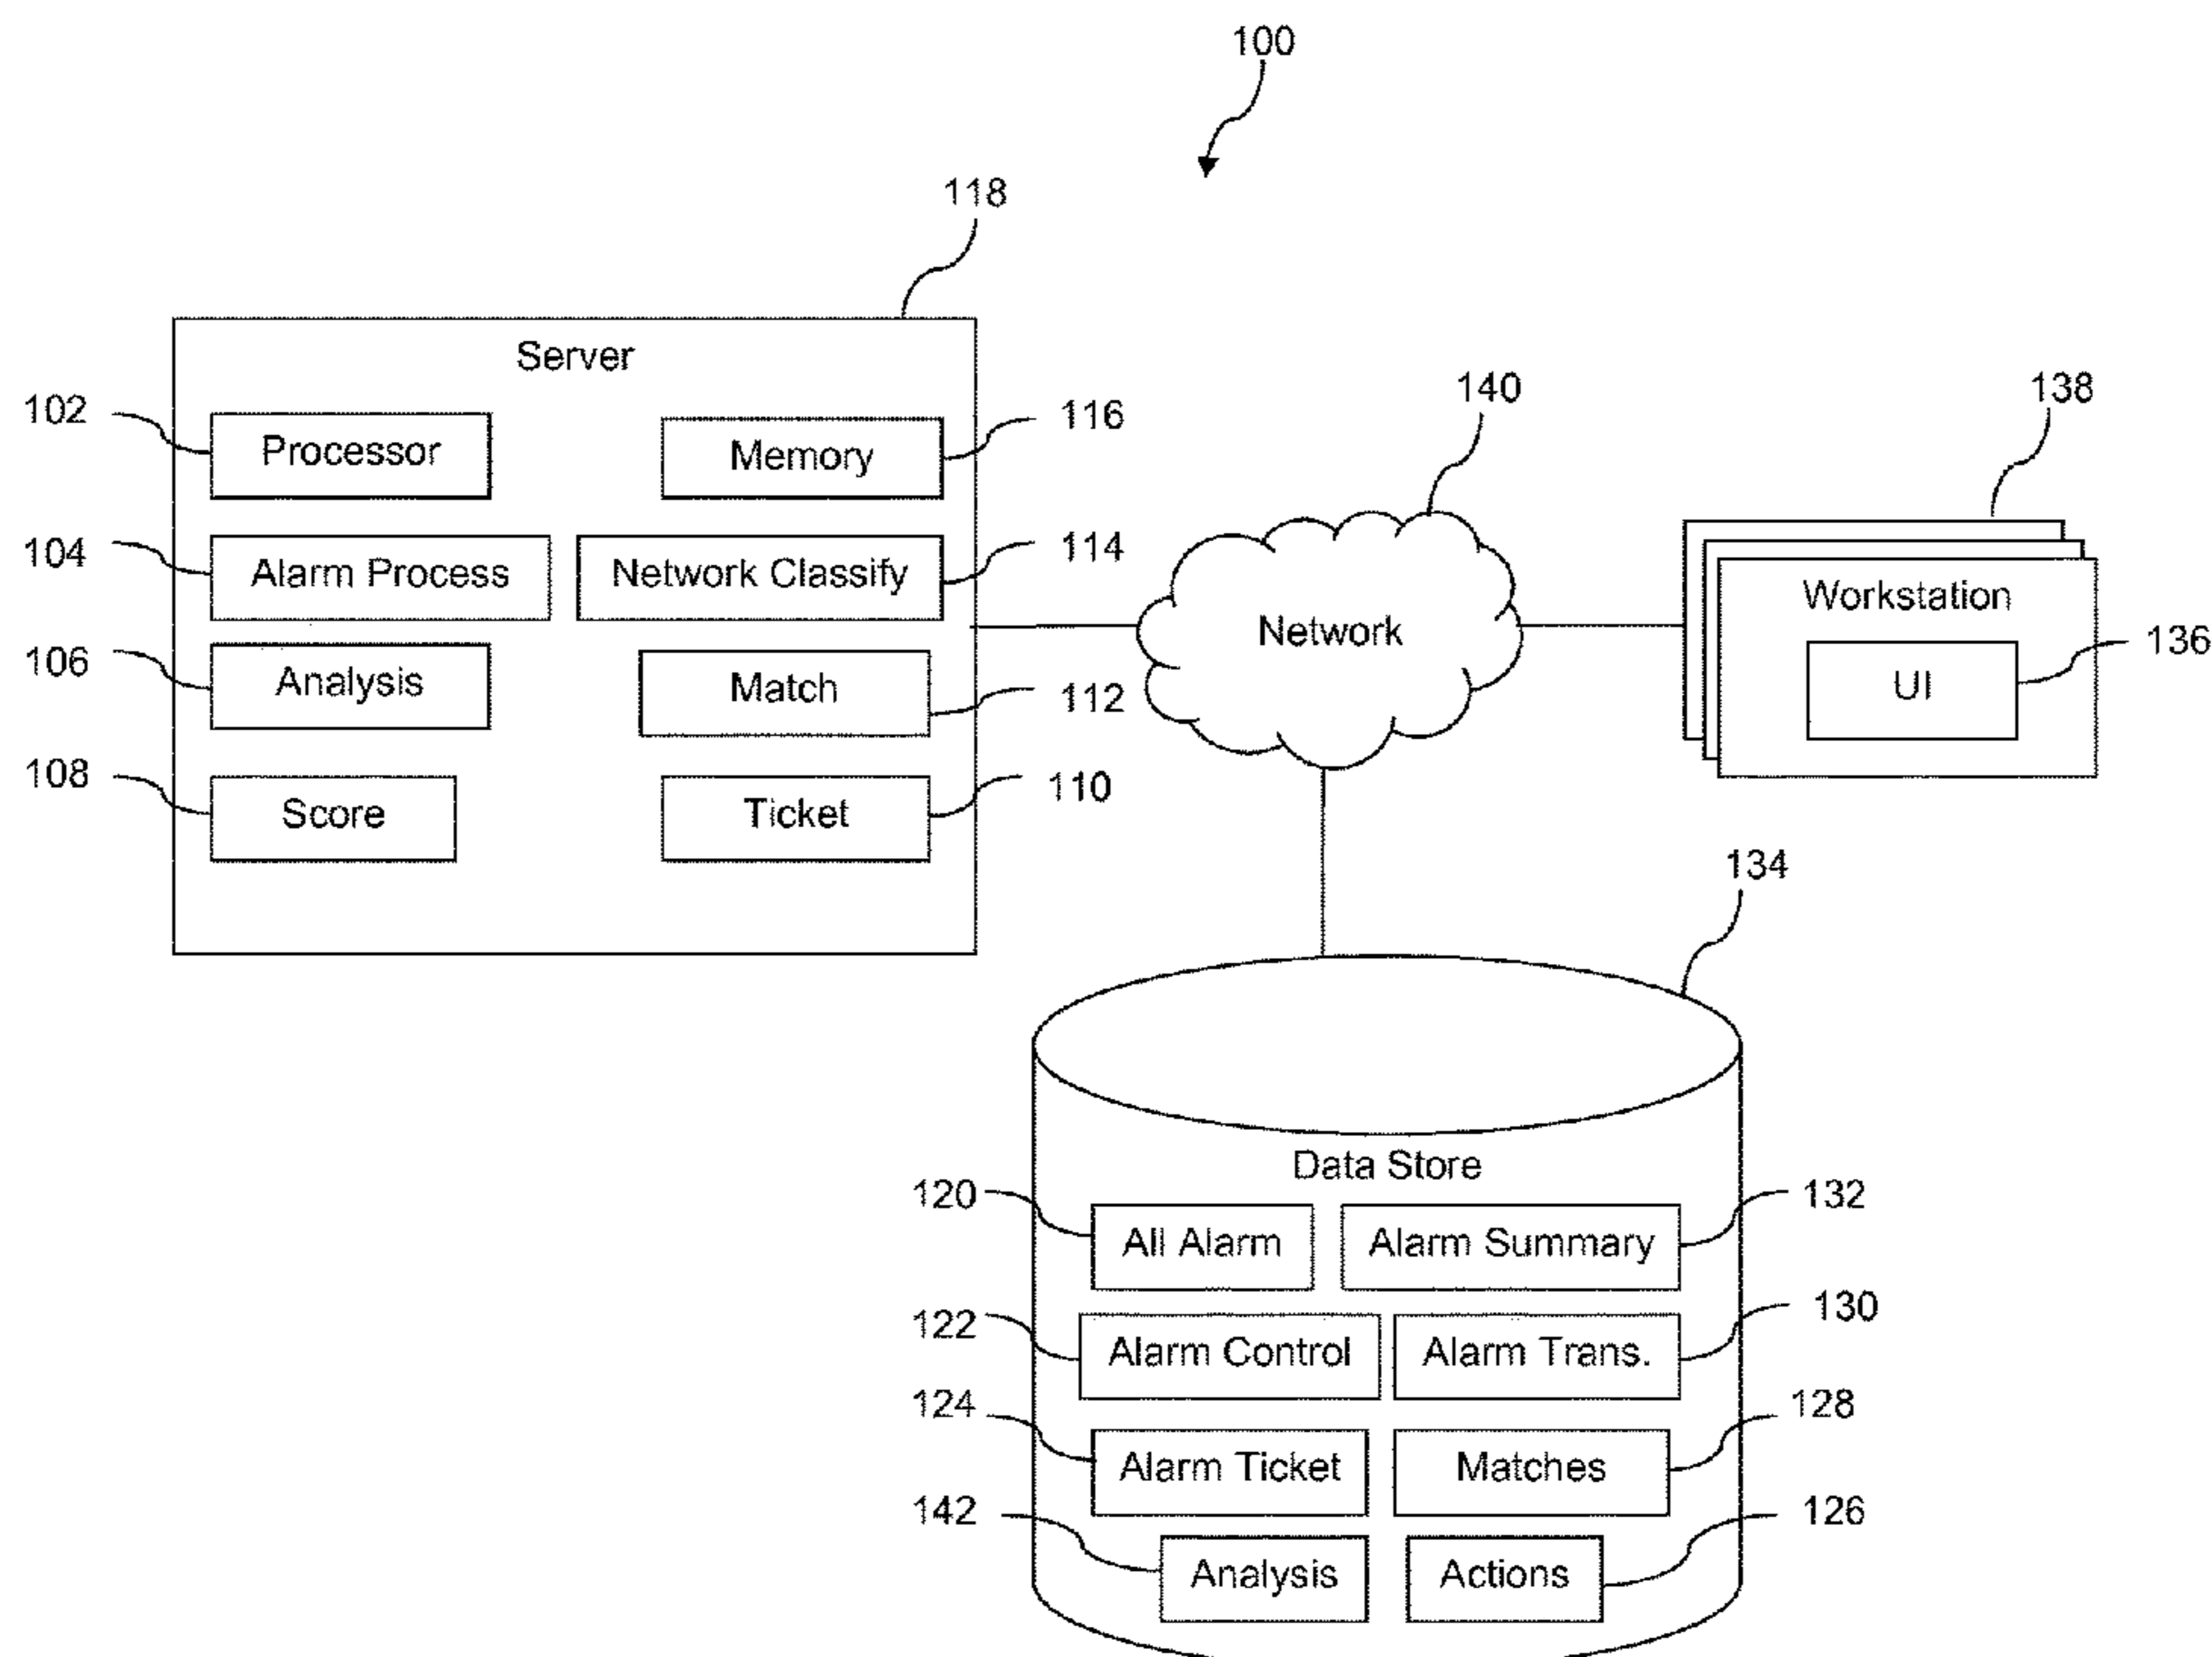 100
118
Server
102
Processor
Memory
116
104
Alarm Process
Network Classify
114
106
Analysis
Match
112
108
Score
Ticket
110
140
Network
138
Workstation
UI
136
134
Data Store
120
All Alarm
Alarm Summary
132
122
Alarm Control
Alarm Trans.
130
124
Alarm Ticket
Matches
128
142
Analysis
Actions
126